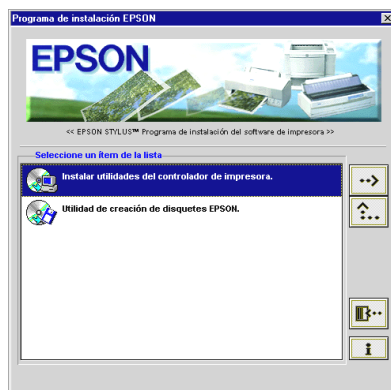 Programa de instalación EPSON
EPSON
<< EPSON STYLUS™ Programa de instalación del software de impresora >>
Seleccione un ítem de la lista
Instalar utilidades del controlador de impresora.
Utilidad de creación de disquetes EPSON.
i